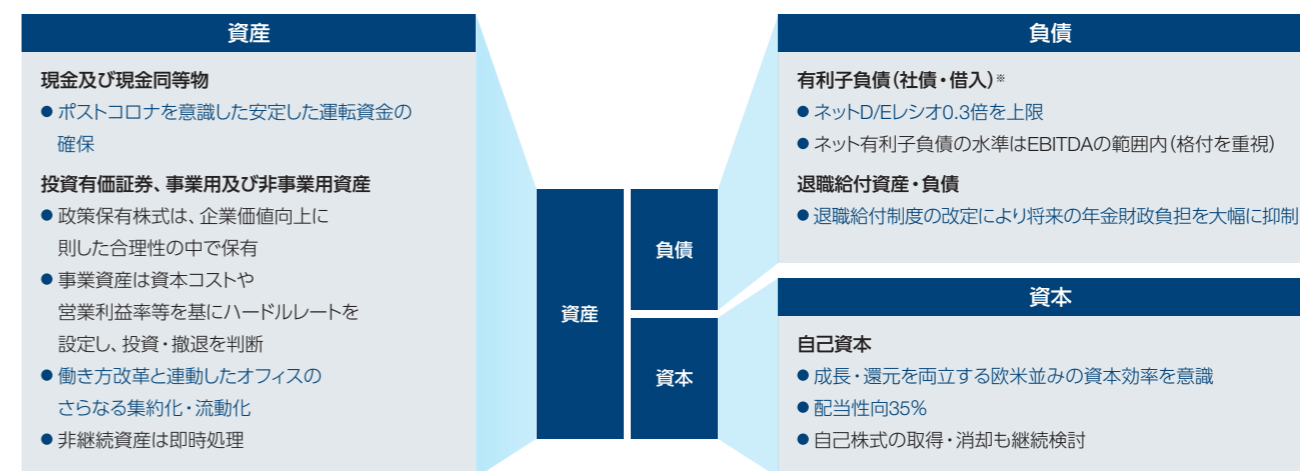 資産
現金及び現金同等物
●ポストコロナを意識した安定した運転資金の
確保
投資有価証券、事業用及び非事業用資産
●政策保有株式は、企業価値向上に
則した合理性の中で保有
●事業資産は資本コストや
営業利益率等を基にハードルレートを
設定し、投資・撤退を判断
●働き方改革と連動したオフィスの
さらなる集約化・流動化
●非継続資産は即時処理
資産
負債
資本
負債
有利子負債(社債・借入)※
●ネットD/Eレシオ0.3倍を上限
●ネット有利子負債の水準はEBITDAの範囲内(格付を重視)
退職給付資産・負債
●退職給付制度の改定により将来の年金財政負担を大幅に抑制
資本
自己資本
●成長・還元を両立する欧米並みの資本効率を意識
●配当性向35%
●自己株式の取得・消却も継続検討